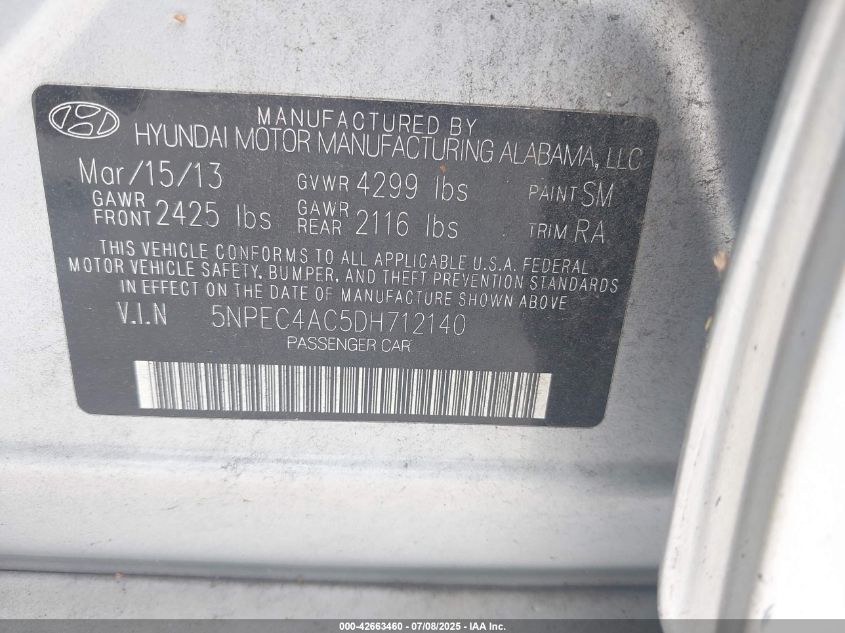 MANUFACTURED BY
HYUNDAI MOTOR MANUFACTURING ALABAMA, LLC
Mar/15/13 GVWR 4299 lbs PAINT SM
GAWR FRONT 2425 lbs GAWR REAR 2116 lbs TRIM RA
THIS VEHICLE CONFORMS TO ALL APPLICABLE U.S.A. FEDERAL
MOTOR VEHICLE SAFETY, BUMPER, AND THEFT PREVENTION STANDARDS
IN EFFECT ON THE DATE OF MANUFACTURE SHOWN ABOVE
V.I.N 5NPEC4AC5DH712140
PASSENGER CAR
000-42663460 - 07/08/2025 - IAA Inc.